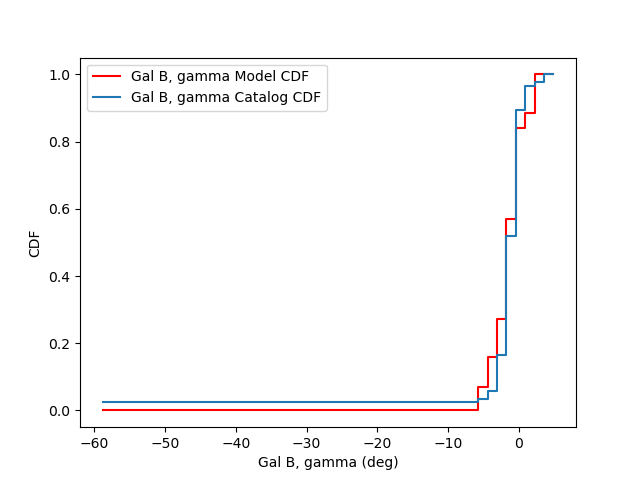 Gal B, gamma Model CDF
Gal B, gamma Catalog CDF
1.0
0.8
0.6
0.4
0.2
0.0
CDF
−60 −50 −40 −30 −20 −10 0
Gal B, gamma (deg)